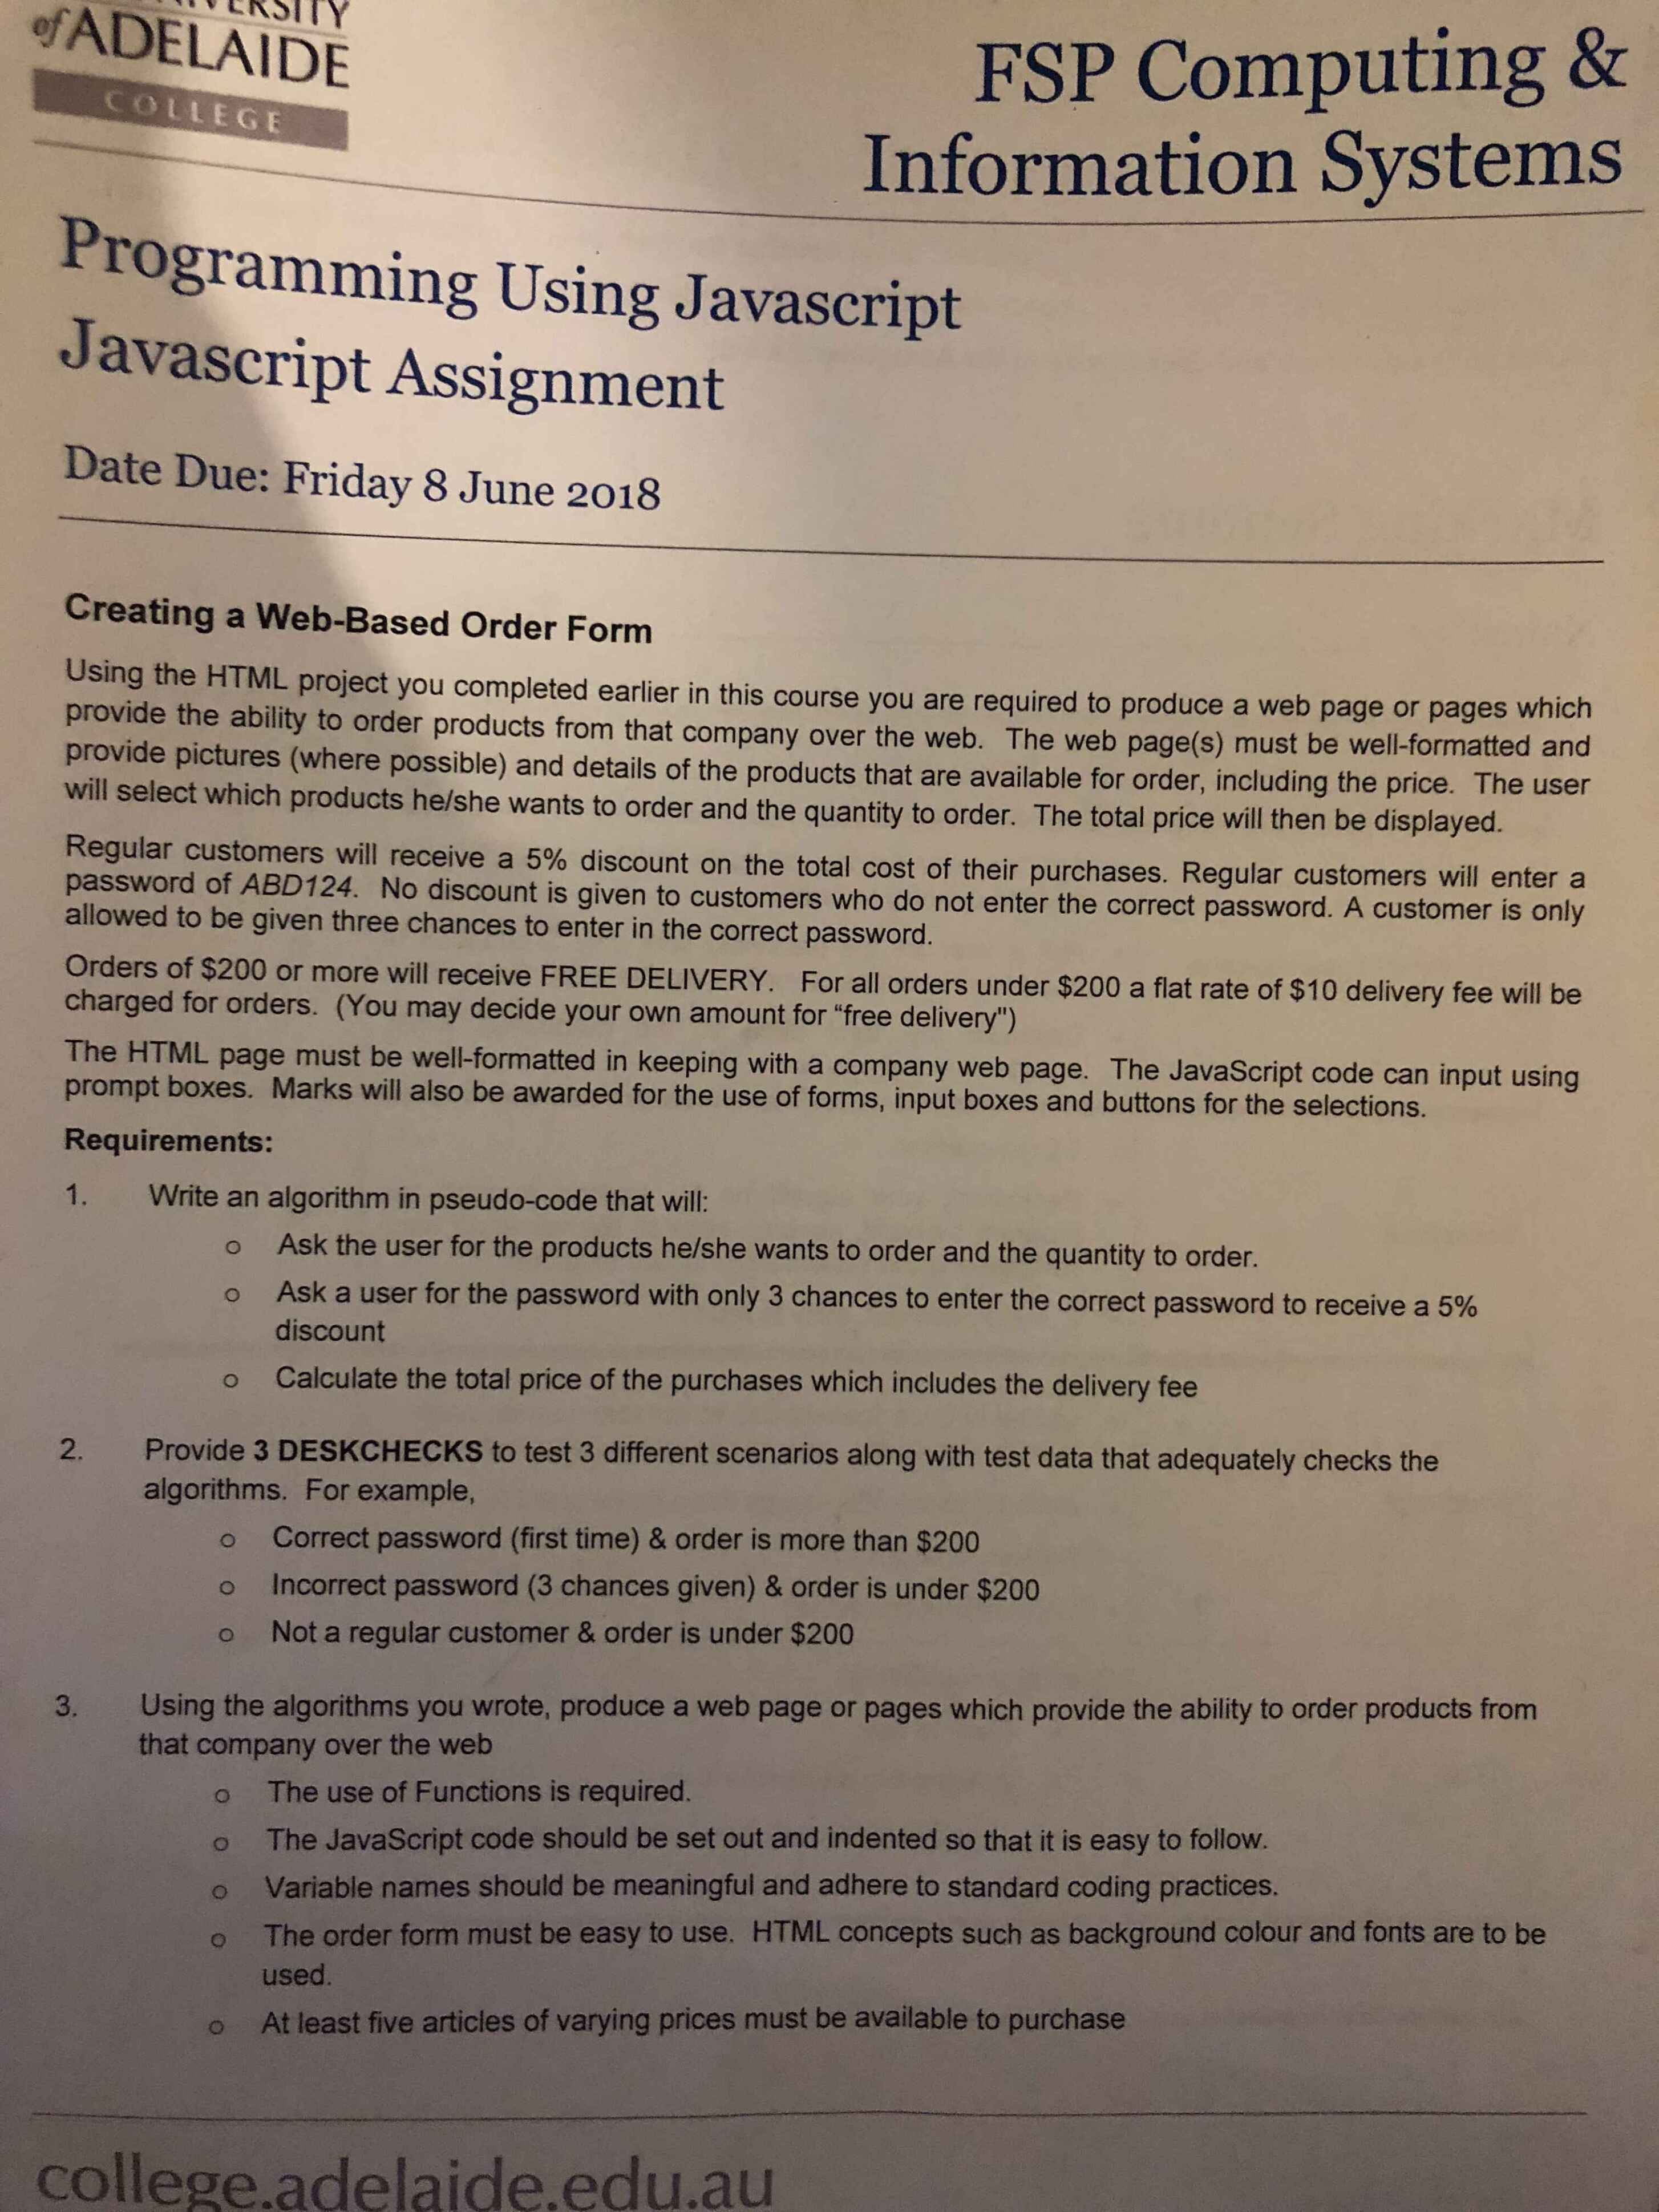 of ADELAIDE
COLLEGE
FSP Computing &
Information Systems
Programming Using Javascript
Javascript Assignment
Date Due: Friday 8 June 2018
Creating a Web-Based Order Form
Using the HTML project you completed earlier in this course you are required to produce a web page or pages which
provide the ability to order products from that company over the web. The web page(s) must be well-formatted and
provide pictures (where possible) and details of the products that are available for order, including the price. The user
will select which products he/she wants to order and the quantity to order. The total price will then be displayed.
Regular customers will receive a 5% discount on the total cost of their purchases. Regular customers will enter a
password of ABD124. No discount is given to customers who do not enter the correct password. A customer is only
allowed to be given three chances to enter in the correct password.
Orders of $200 or more will receive FREE DELIVERY. For all orders under $200 a flat rate of $10 delivery fee will be
charged for orders. (You may decide your own amount for “free delivery")
The HTML page must be well-formatted in keeping with a company web page. The JavaScript code can input using
prompt boxes. Marks will also be awarded for the use of forms, input boxes and buttons for the selections.
Requirements:
1. Write an algorithm in pseudo-code that will:
o Ask the user for the products he/she wants to order and the quantity to order.
o Ask a user for the password with only 3 chances to enter the correct password to receive a 5%
discount
o Calculate the total price of the purchases which includes the delivery fee
2. Provide 3 DESKCHECKS to test 3 different scenarios along with test data that adequately checks the
algorithms. For example,
o Correct password (first time) & order is more than $200
o Incorrect password (3 chances given) & order is under $200
o Not a regular customer & order is under $200
3. Using the algorithms you wrote, produce a web page or pages which provide the ability to order products from
that company over the web
o The use of Functions is required.
o The JavaScript code should be set out and indented so that it is easy to follow.
o Variable names should be meaningful and adhere to standard coding practices.
o The order form must be easy to use. HTML concepts such as background colour and fonts are to be
used.
o At least five articles of varying prices must be available to purchase
college.adelaide.edu.au